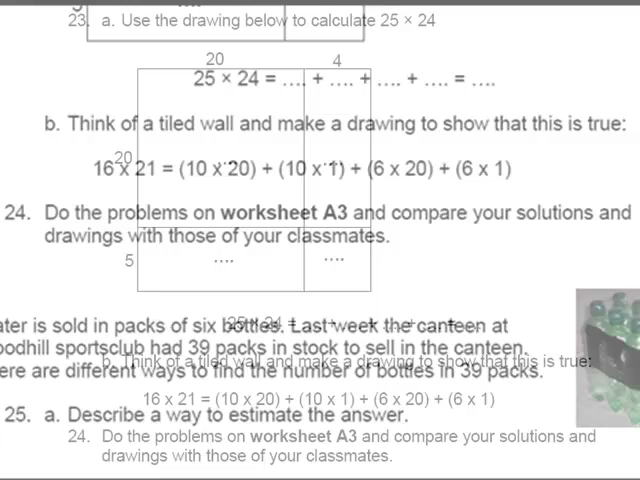 23. a. Use the drawing below to calculate 25 × 24
20
4
25 × 24 = .... + .... + .... + .... = ....
b. Think of a tiled wall and make a drawing to show that this is true:
20
.... ....
16 x 21 = (10 x 20) + (10 x 1) + (6 x 20) + (6 x 1)
24. Do the problems on worksheet A3 and compare your solutions and
drawings with those of your classmates.
5
.... ....
ater is sold in packs of six bottles. Last week the canteen at
25 × 24 =
oodhill sportsclub had 39 packs in stock to sell in the canteen.
b. Think of a tiled wall and make a drawing to show that this is true:
ere are different ways to find the number of bottles in 39 packs.
16 x 21 = (10 x 20) + (10 x 1) + (6 x 20) + (6 x 1)
25. a. Describe a way to estimate the answer.
24. Do the problems on worksheet A3 and compare your solutions and
drawings with those of your classmates.